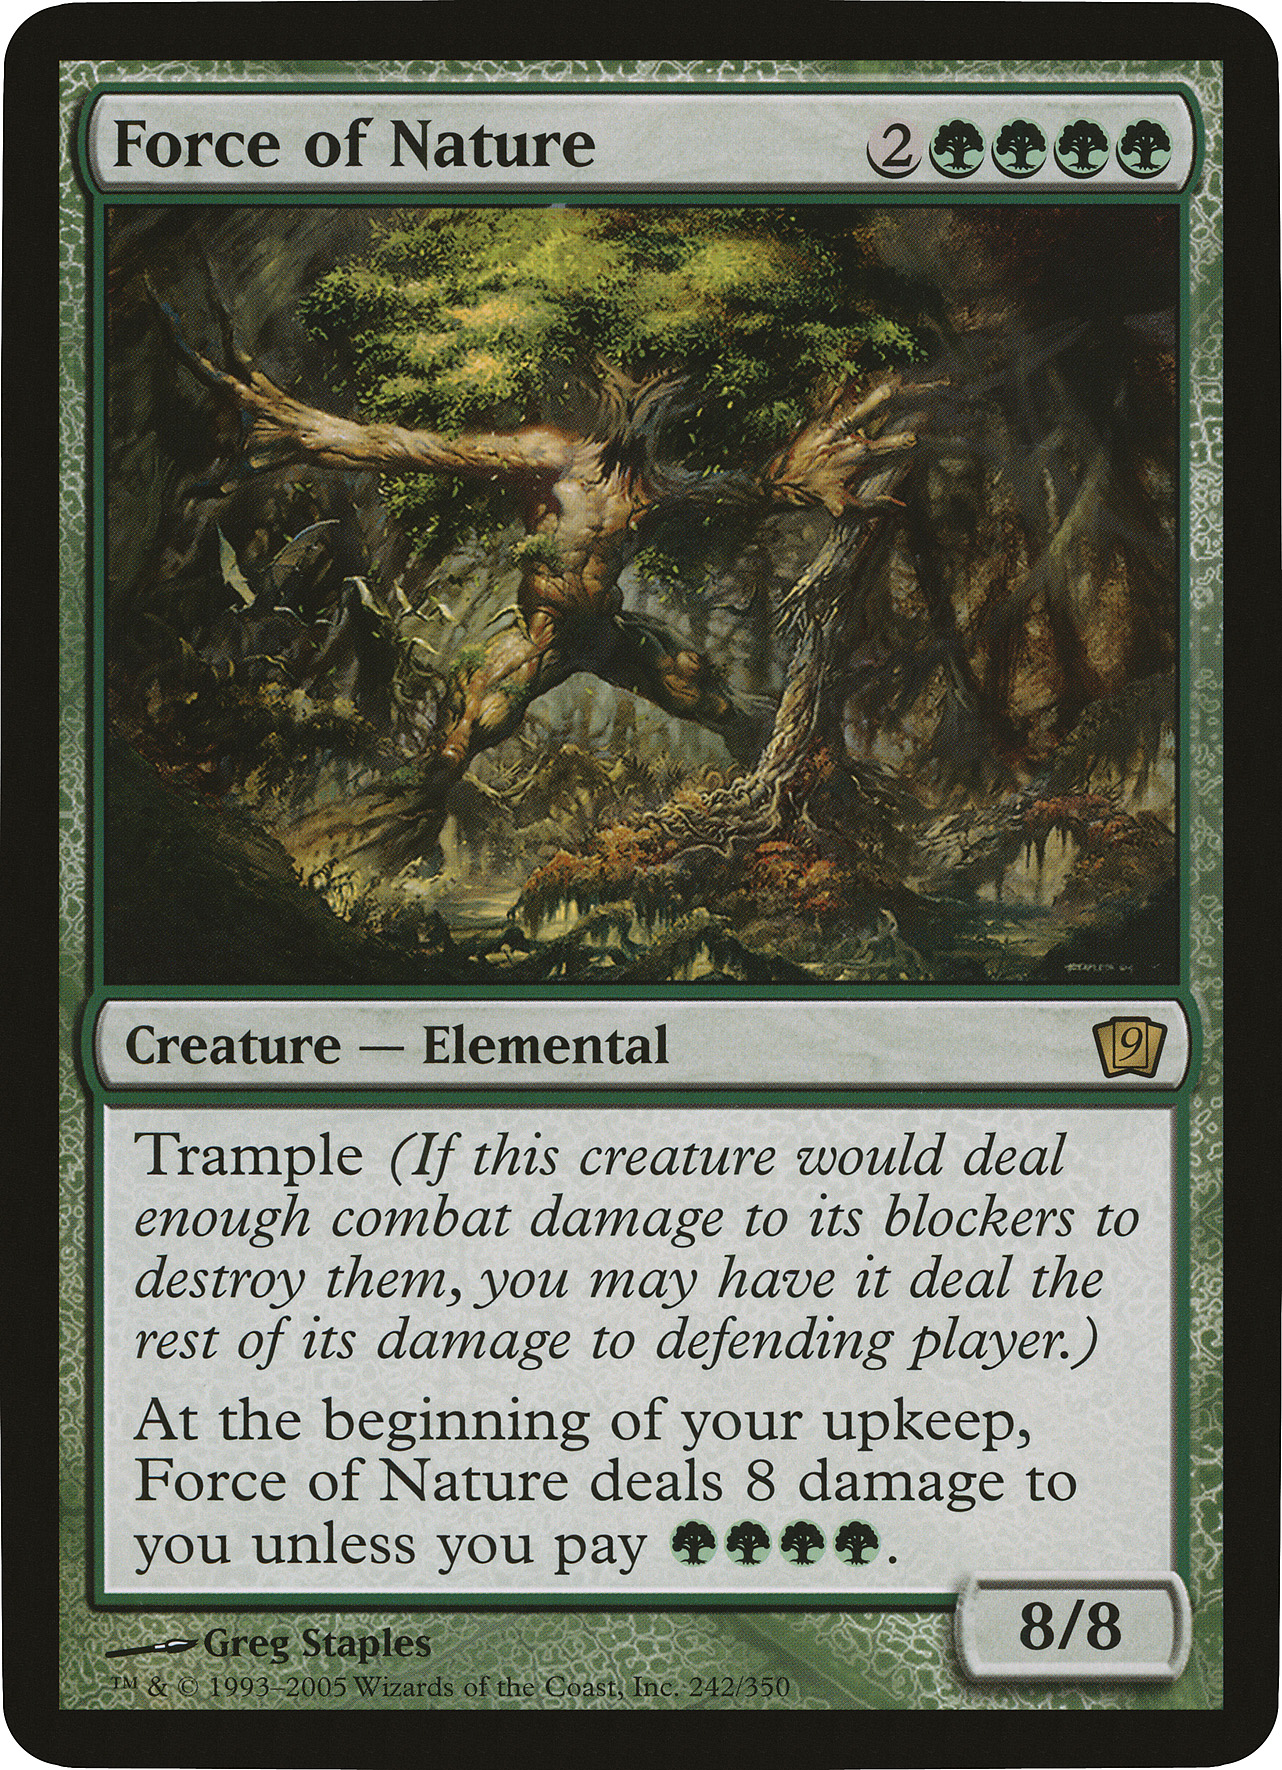 Force of Nature 2
Creature — Elemental 9
Trample (If this creature would deal
enough combat damage to its blockers to
destroy them, you may have it deal the
rest of its damage to defending player.)
At the beginning of your upkeep,
Force of Nature deals 8 damage to
you unless you pay .
8/8
Greg Staples
™ & © 1993–2005 Wizards of the Coast, Inc. 242/350